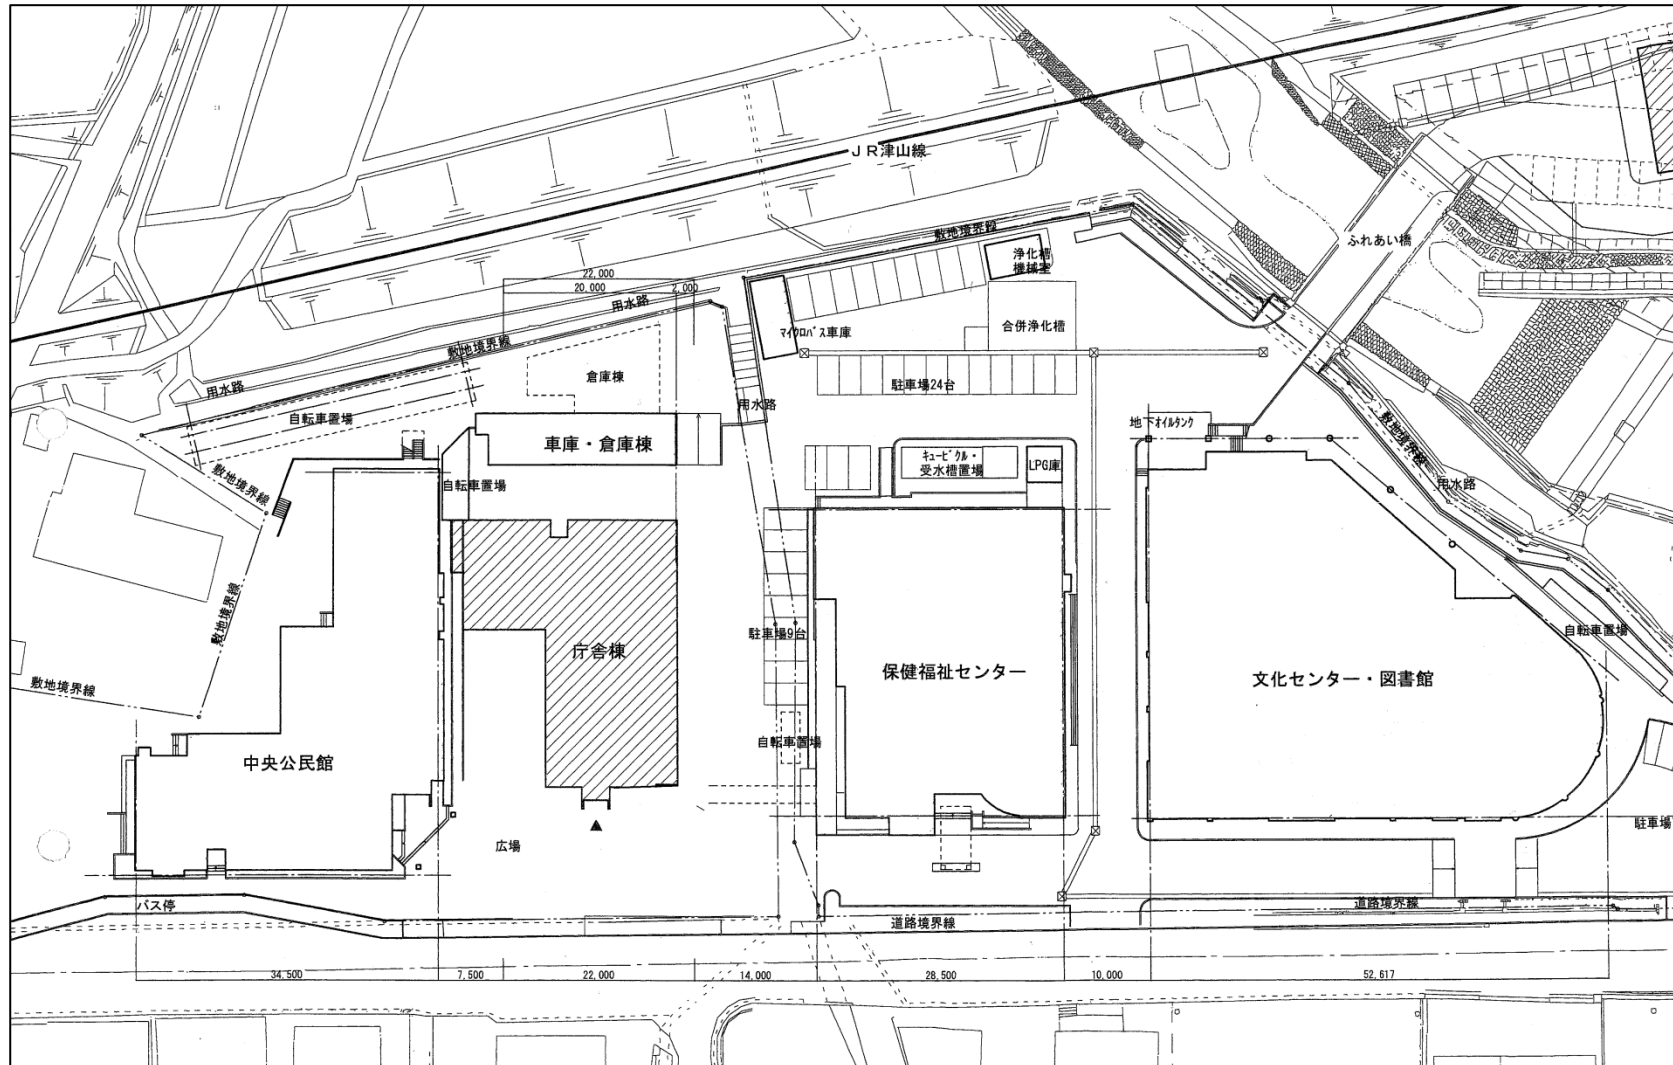 JR津山線
敷地境界線
ふれあい橋
浄化槽
機械室
22,000
20,000
2,000
用水路
マイクロバス車庫
合併浄化槽
敷地境界線
倉庫棟
駐車場24台
用水路
自転車置場
用水路
車庫・倉庫棟
地下オイルタンク
敷地境界線
キュービクル・
受水槽置場
LPG庫
敷地境界線
自転車置場
用水路
敷地境界線
駐車場9台
自転車置場
庁舎棟
保健福祉センター
文化センター・図書館
敷地境界線
自転車置場
中央公民館
駐車場
広場
バス停
道路境界線
道路境界線
34,500
7,500
22,000
14,000
28,500
10,000
52,617